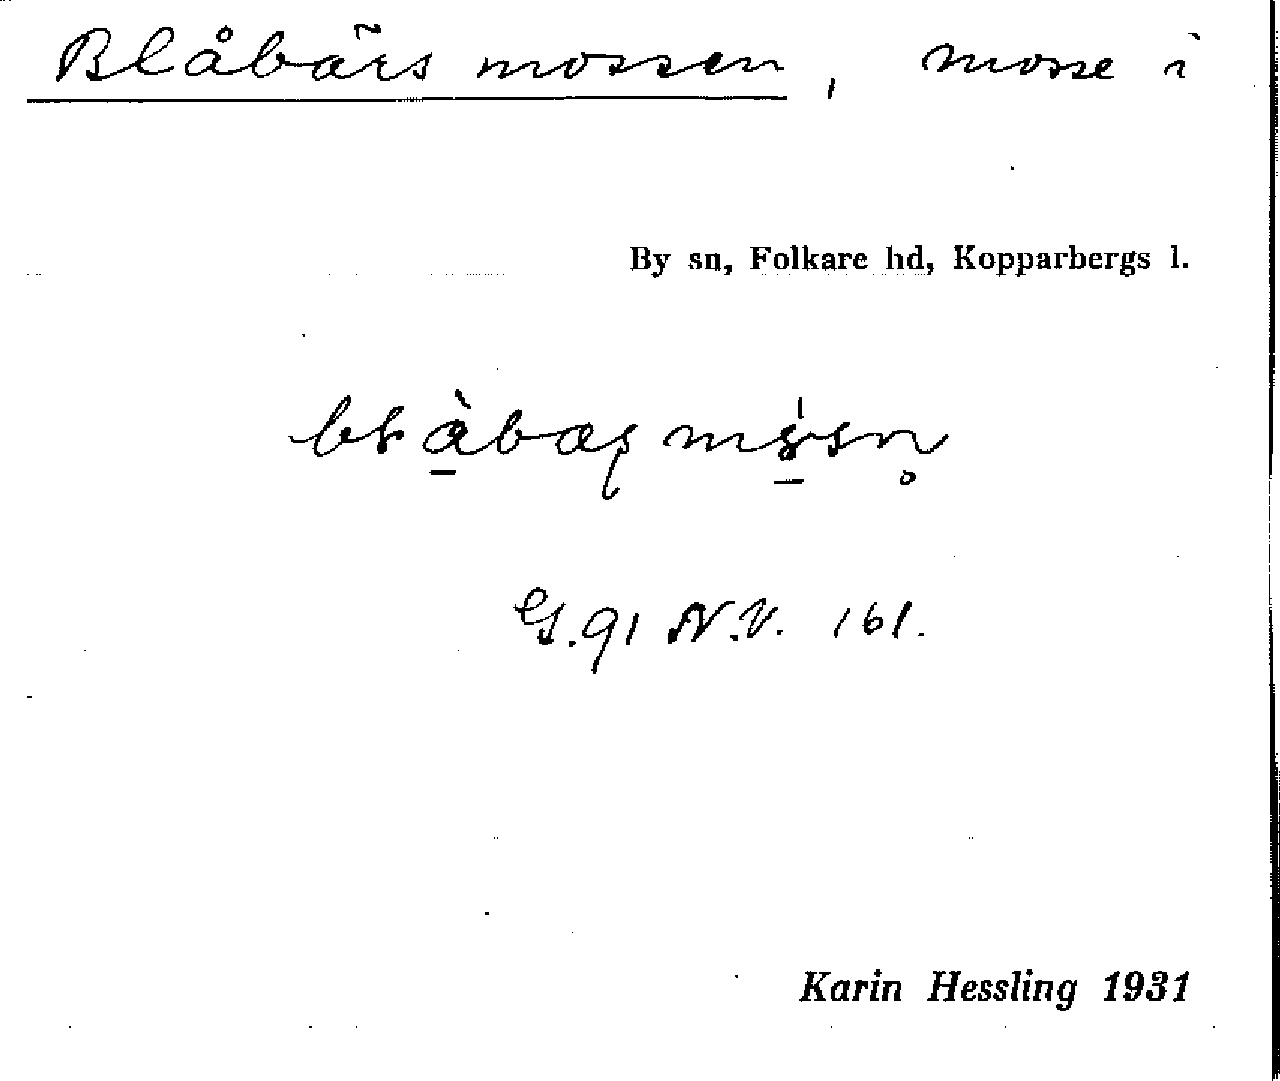 Blåbärsmossen, mosse i
By sn, Folkare hd, Kopparbergs l.
G.91 N.V. 161.
Karin Hessling 1931